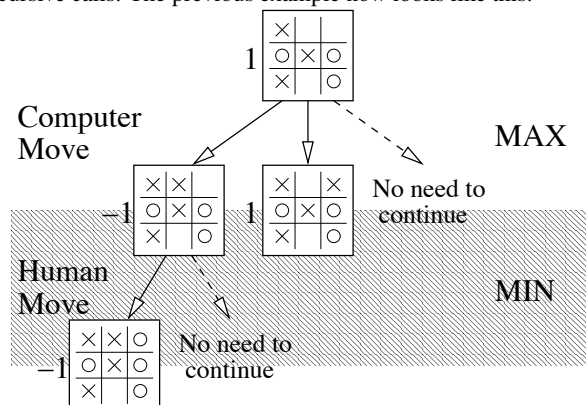 calls. The previous example now looks like this:
×
1 ○ × ○
× ○
Computer
Move
MAX
× ×
−1 ○ × ○
× ○
× ×
1 ○ × ○
× ○
No need to
continue
Human
Move
MIN
× × ○
−1 ○ × ○
× ○
No need to
continue